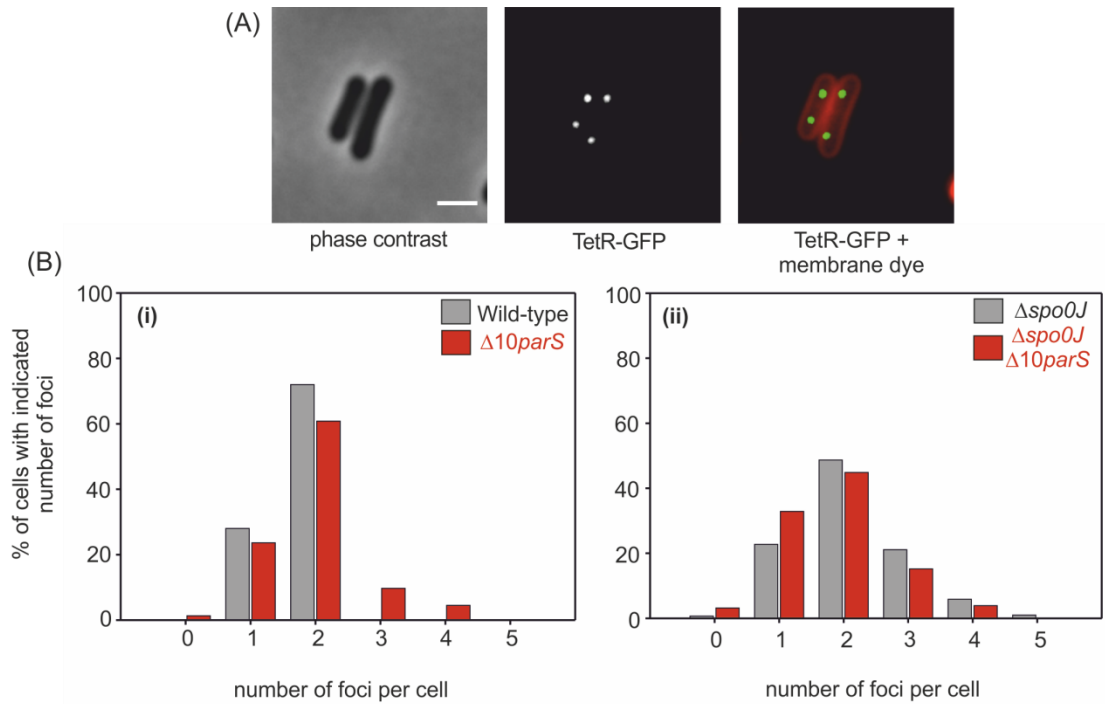 (A)
phase contrast
TetR-GFP
TetR-GFP +
membrane dye
(B)
% of cells with indicated
number of foci
100
80
60
40
20
0
(i)
Wild-type
Δ10parS
0 1 2 3 4 5
number of foci per cell
100
80
60
40
20
0
(ii)
Δspo0J
Δspo0J
Δ10parS
0 1 2 3 4 5
number of foci per cell